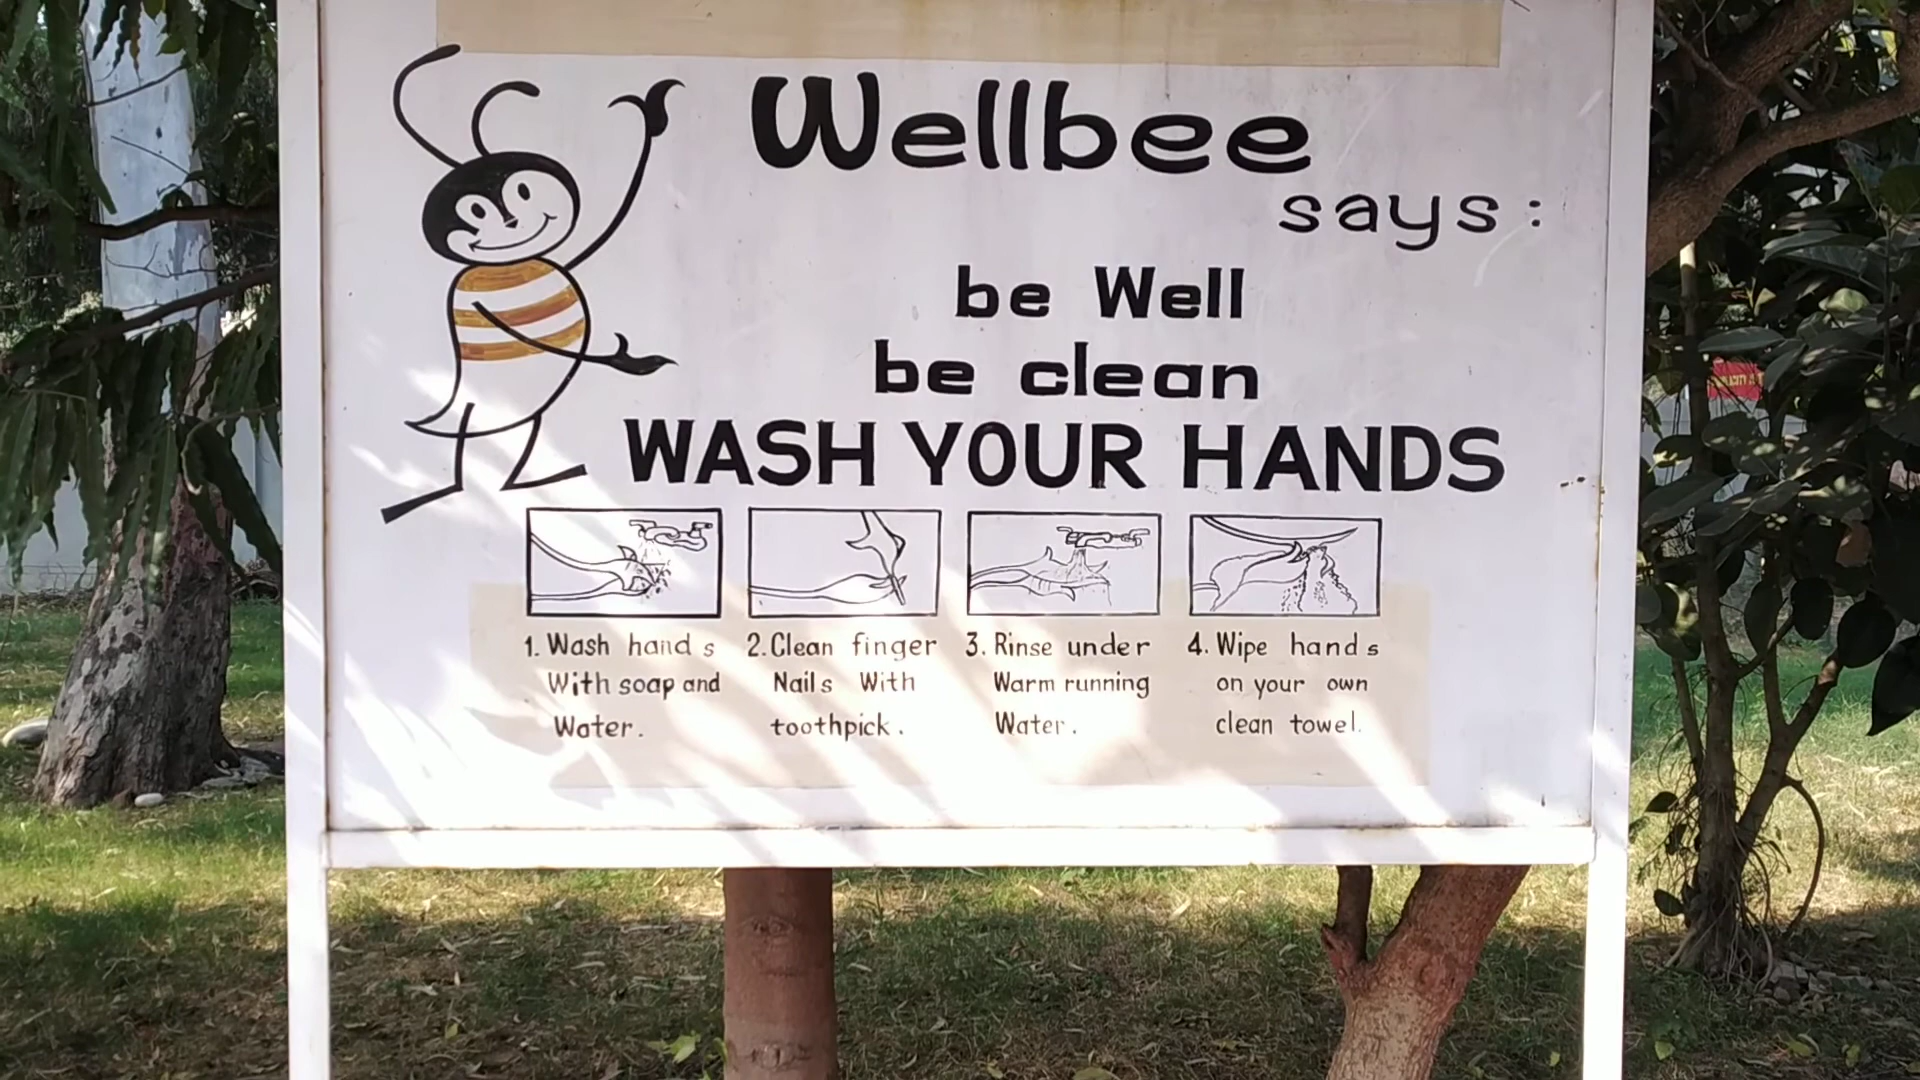 Wellbee
says:
be Well
be clean
WASH YOUR HANDS
1. Wash hands
With soap and
Water.
2. Clean finger
Nails With
toothpick.
3. Rinse under
Warm running
Water.
4. Wipe hands
on your own
clean towel.